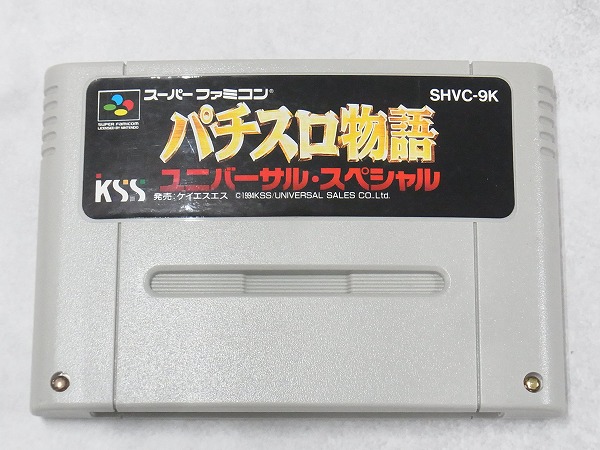 スーパーファミコン®
SHVC-9K
SUPER FAMICOM
LICENSED BY NINTENDO
パチスロ物語
ユニバーサル・スペシャル
KSS
発売:ケイエスエス ©1994KSS/UNIVERSAL SALES CO.Ltd.